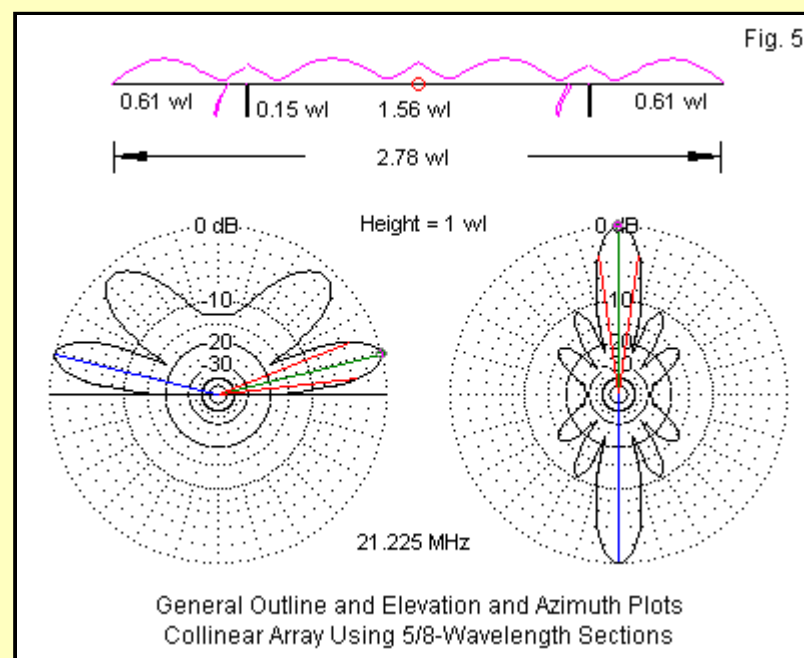 Fig. 5
0.61 wl 0.15 wl 1.56 wl 0.61 wl
2.78 wl
0 dB Height = 1 wl 0 dB
-10 -10
20 20
30
21.225 MHz
General Outline and Elevation and Azimuth Plots
Collinear Array Using 5/8-Wavelength Sections